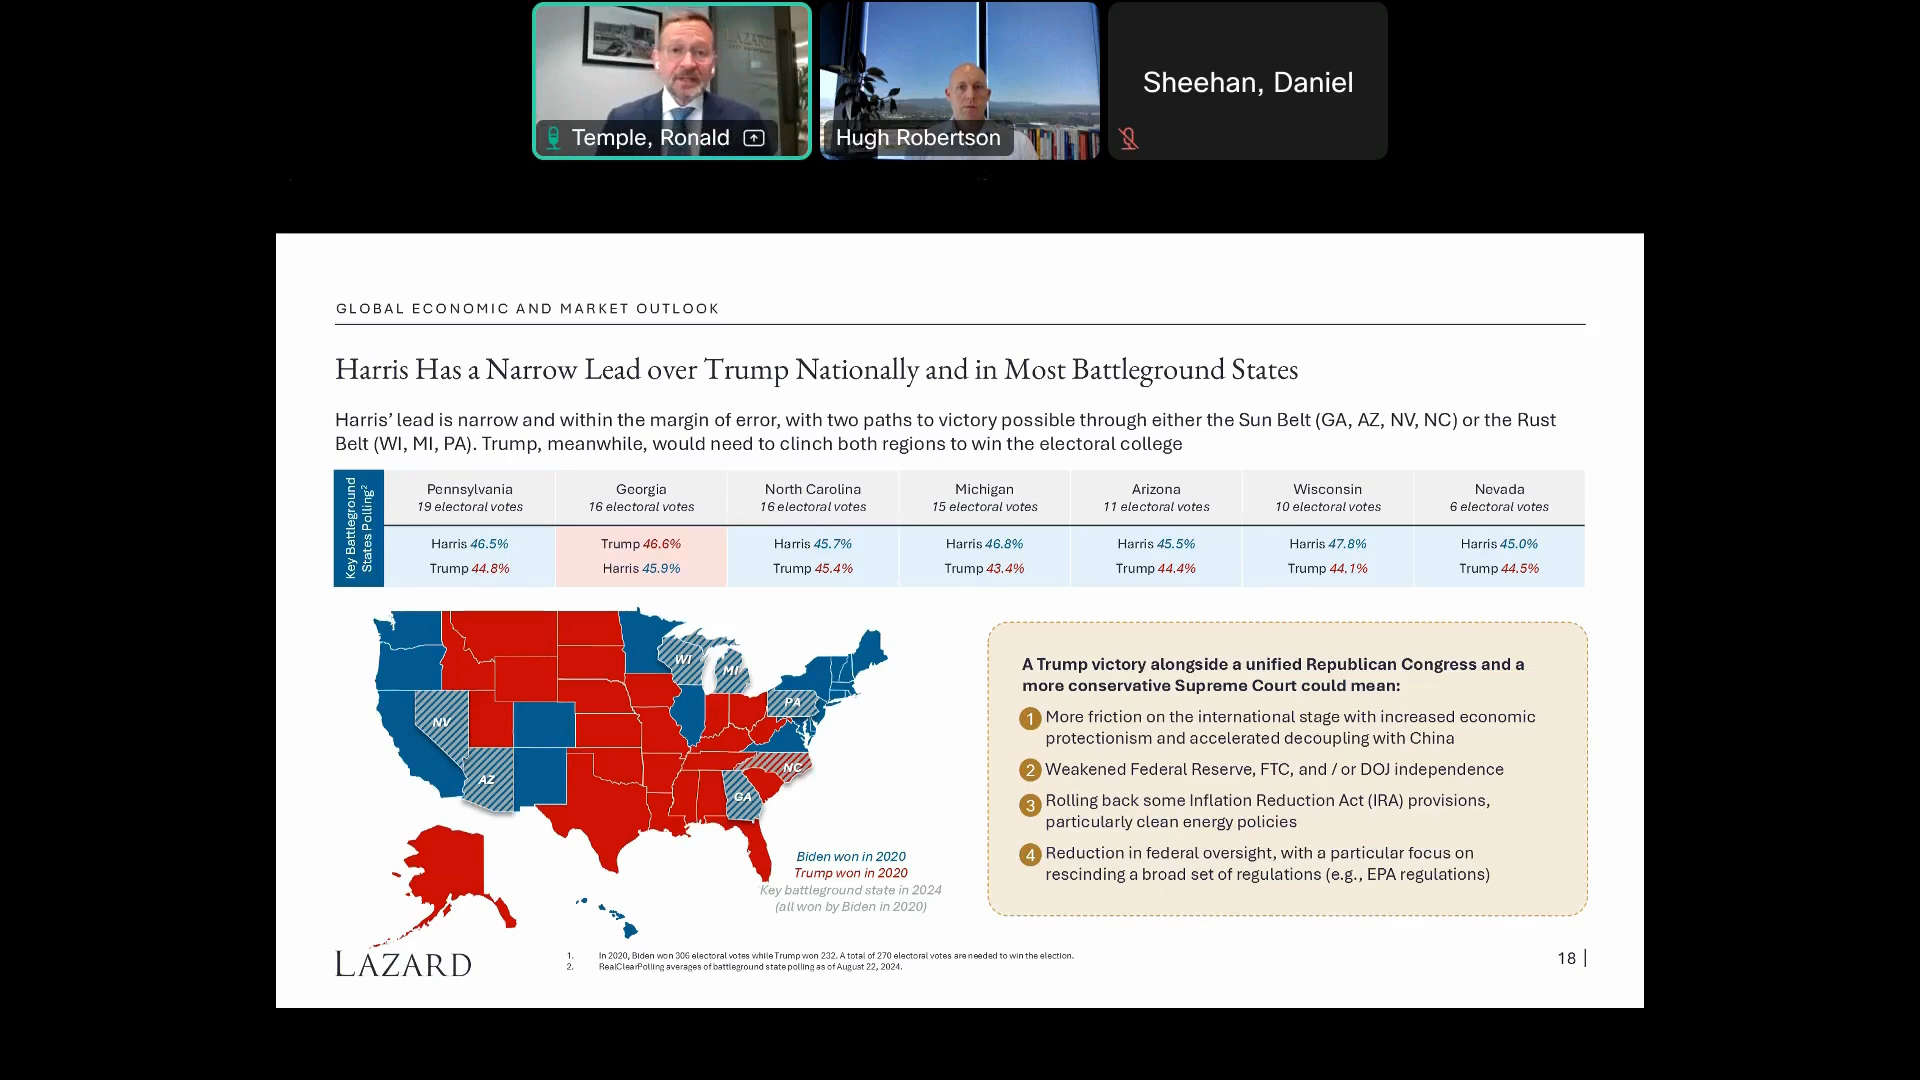 LAZARD
Temple, Ronald
Hugh Robertson
Sheehan, Daniel
GLOBAL ECONOMIC AND MARKET OUTLOOK
Harris Has a Narrow Lead over Trump Nationally and in Most Battleground States
Harris' lead is narrow and within the margin of error, with two paths to victory possible through either the Sun Belt (GA, AZ, NV, NC) or the Rust
Belt (WI, MI, PA). Trump, meanwhile, would need to clinch both regions to win the electoral college
Key Battleground
States Polling²
Pennsylvania
19 electoral votes
Harris 46.5%
Trump 44.8%
Georgia
16 electoral votes
Trump 46.6%
Harris 45.9%
North Carolina
16 electoral votes
Harris 45.7%
Trump 45.4%
Michigan
15 electoral votes
Harris 46.8%
Trump 43.4%
Arizona
11 electoral votes
Harris 45.5%
Trump 44.4%
Wisconsin
10 electoral votes
Harris 47.8%
Trump 44.1%
Nevada
6 electoral votes
Harris 45.0%
Trump 44.5%
WI
MI
PA
NV
NC
AZ
GA
Biden won in 2020
Trump won in 2020
Key battleground state in 2024
(all won by Biden in 2020)
A Trump victory alongside a unified Republican Congress and a
more conservative Supreme Court could mean:
1 More friction on the international stage with increased economic
protectionism and accelerated decoupling with China
2 Weakened Federal Reserve, FTC, and / or DOJ independence
3 Rolling back some Inflation Reduction Act (IRA) provisions,
particularly clean energy policies
4 Reduction in federal oversight, with a particular focus on
rescinding a broad set of regulations (e.g., EPA regulations)
LAZARD
1. In 2020, Biden won 306 electoral votes while Trump won 232. A total of 270 electoral votes are needed to win the election.
2. RealClearPolling averages of battleground state polling as of August 22, 2024.
18 |